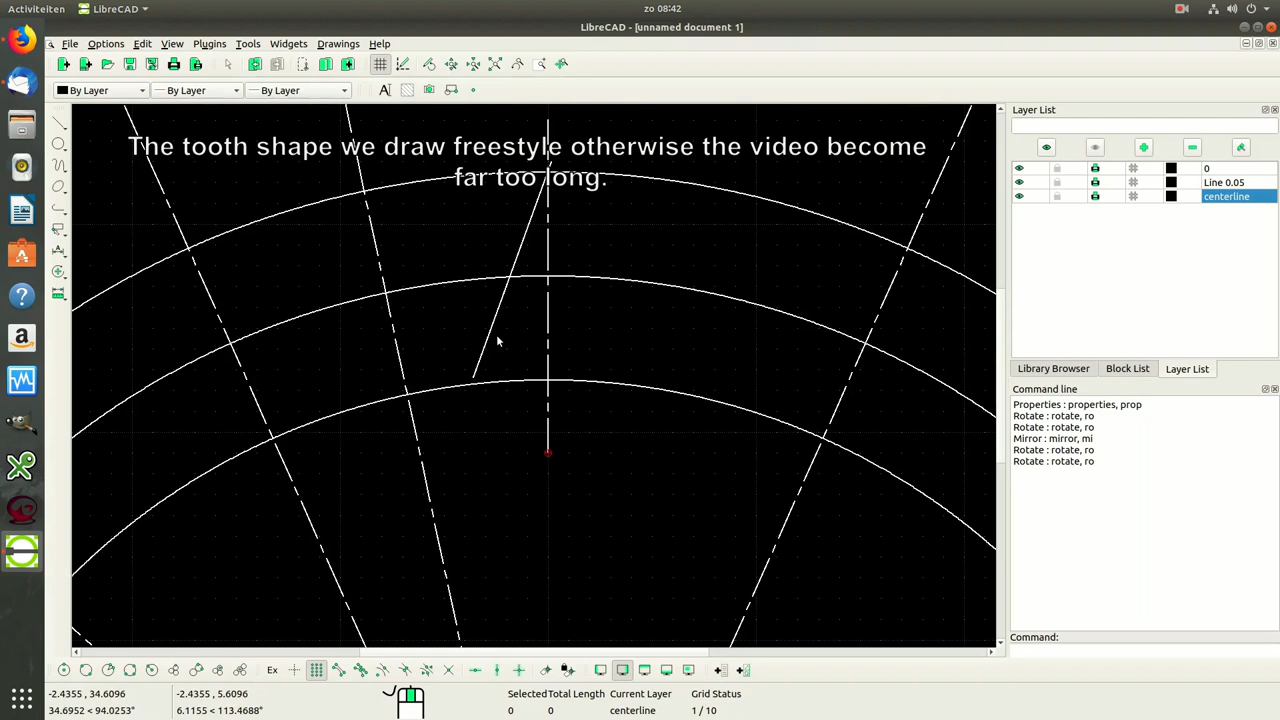 Activiteiten
LibreCAD
zo 08:42
LibreCAD - [unnamed document 1]
File Options Edit View Plugins Tools Widgets Drawings Help
By Layer By Layer By Layer
The tooth shape we draw freestyle otherwise the video become
far too long.
Layer List
0
Line 0.05
centerline
Library Browser Block List Layer List
Command line
Properties : properties, prop
Rotate : rotate, ro
Rotate : rotate, ro
Mirror : mirror, mi
Rotate : rotate, ro
Rotate : rotate, ro
Command:
Ex
-2.4355 , 34.6096 -2.4355 , 5.6096 Selected Total Length Current Layer Grid Status
34.6952 < 94.0253° 6.1155 < 113.4688° 0 0 centerline 1 / 10